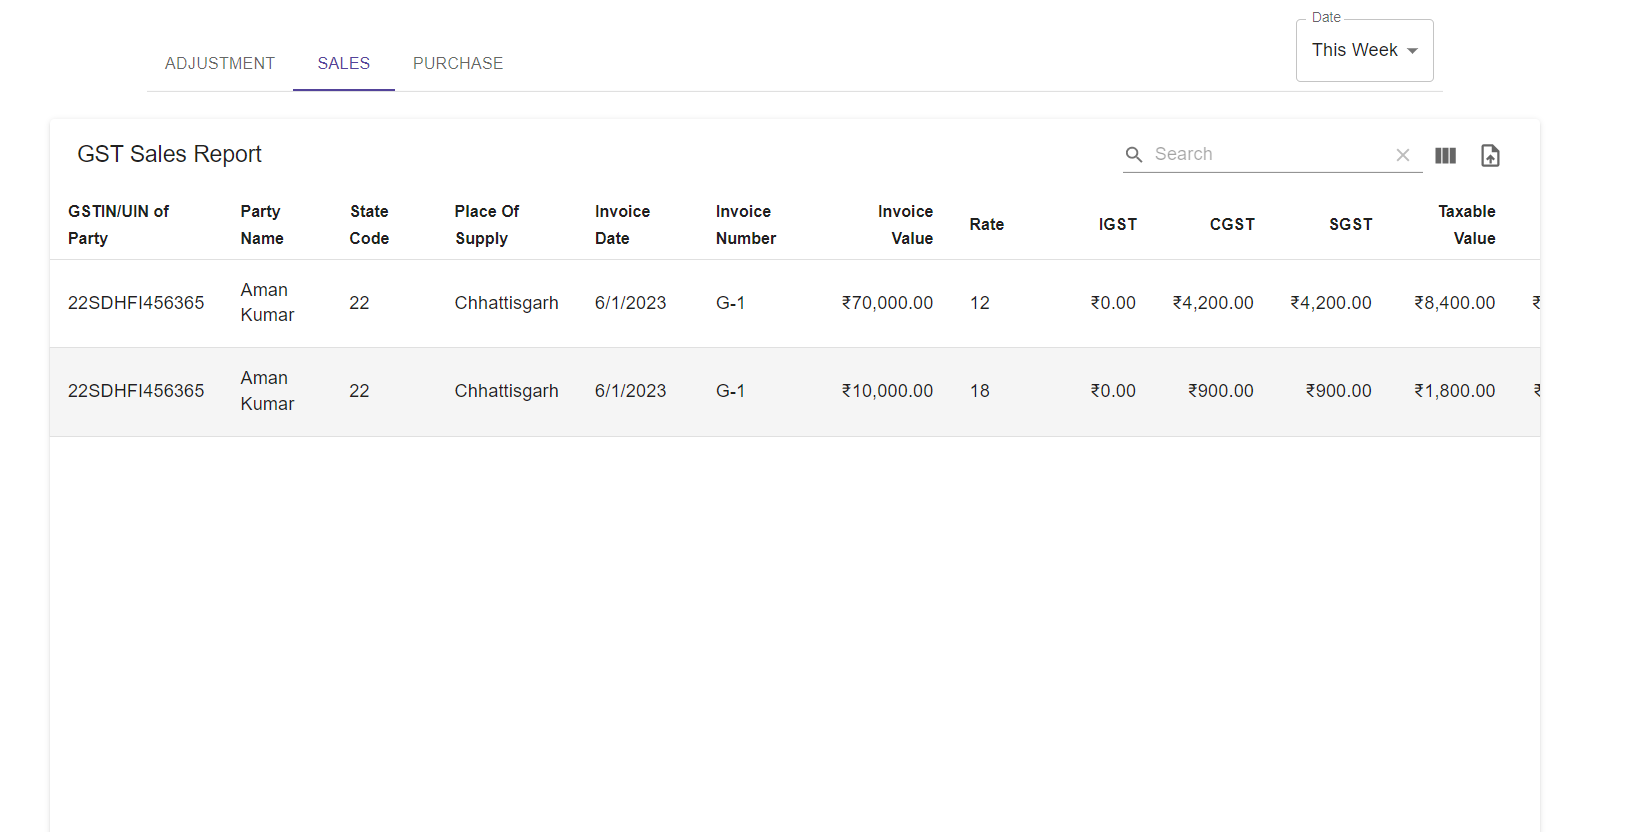 Date
This Week
ADJUSTMENT SALES PURCHASE
GST Sales Report Search
GSTIN/UIN of Party Party Name State Code Place Of Supply Invoice Date Invoice Number Invoice Value Rate IGST CGST SGST Taxable Value
22SDHFI456365 Aman Kumar 22 Chhattisgarh 6/1/2023 G-1 ₹70,000.00 12 ₹0.00 ₹4,200.00 ₹4,200.00 ₹8,400.00 ₹
22SDHFI456365 Aman Kumar 22 Chhattisgarh 6/1/2023 G-1 ₹10,000.00 18 ₹0.00 ₹900.00 ₹900.00 ₹1,800.00 ₹